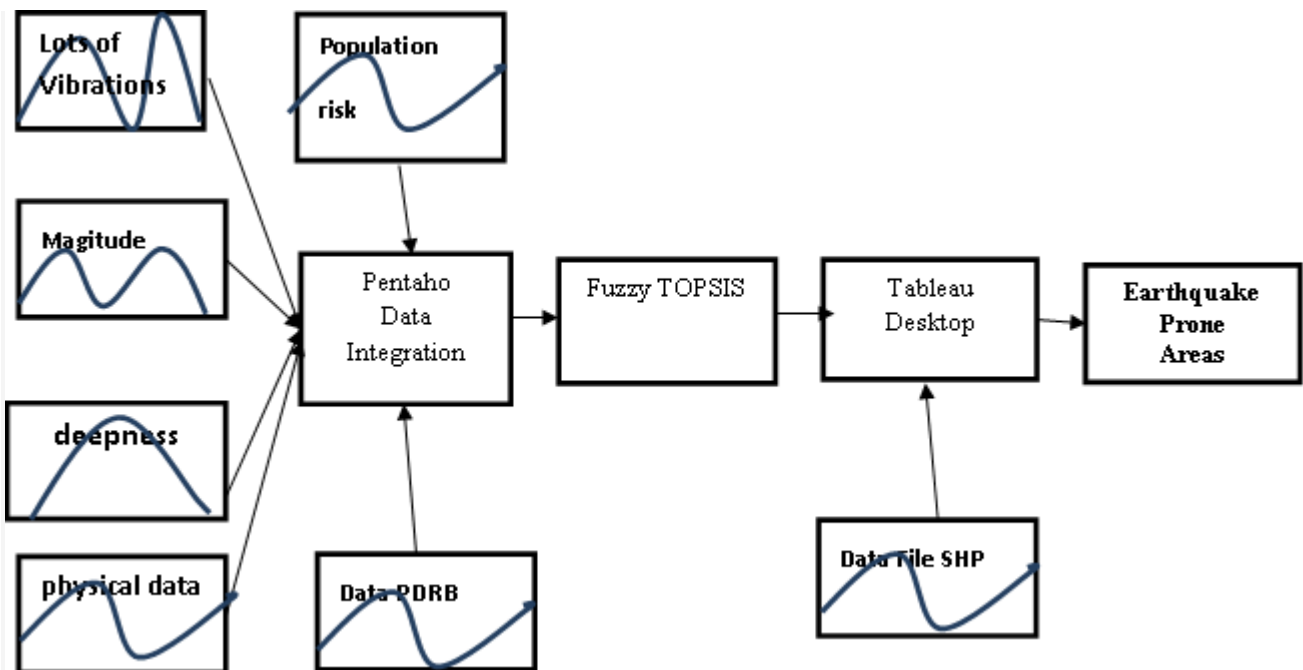 Lots of
Vibrations
Population
risk
Magitude
Pentaho
Data
Integration
Fuzzy TOPSIS
Tableau
Desktop
Earthquake
Prone
Areas
deepness
physical data
Data PDRB
Data File SHP